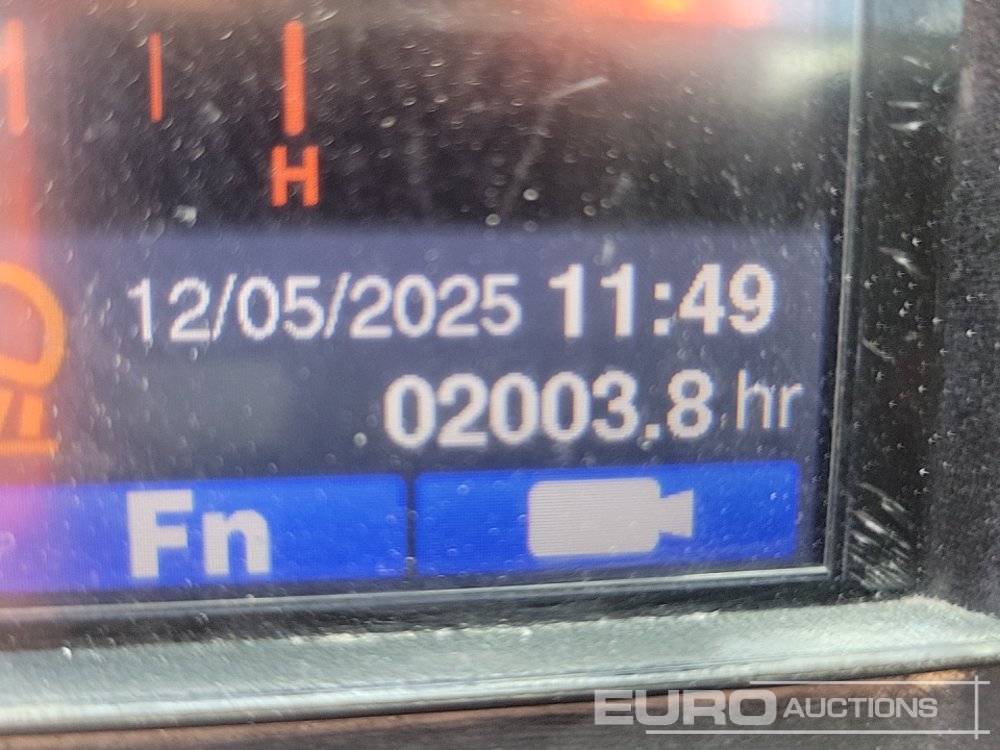 H
12/05/2025 11:49
02003.8 hr
Fn
EURO AUCTIONS